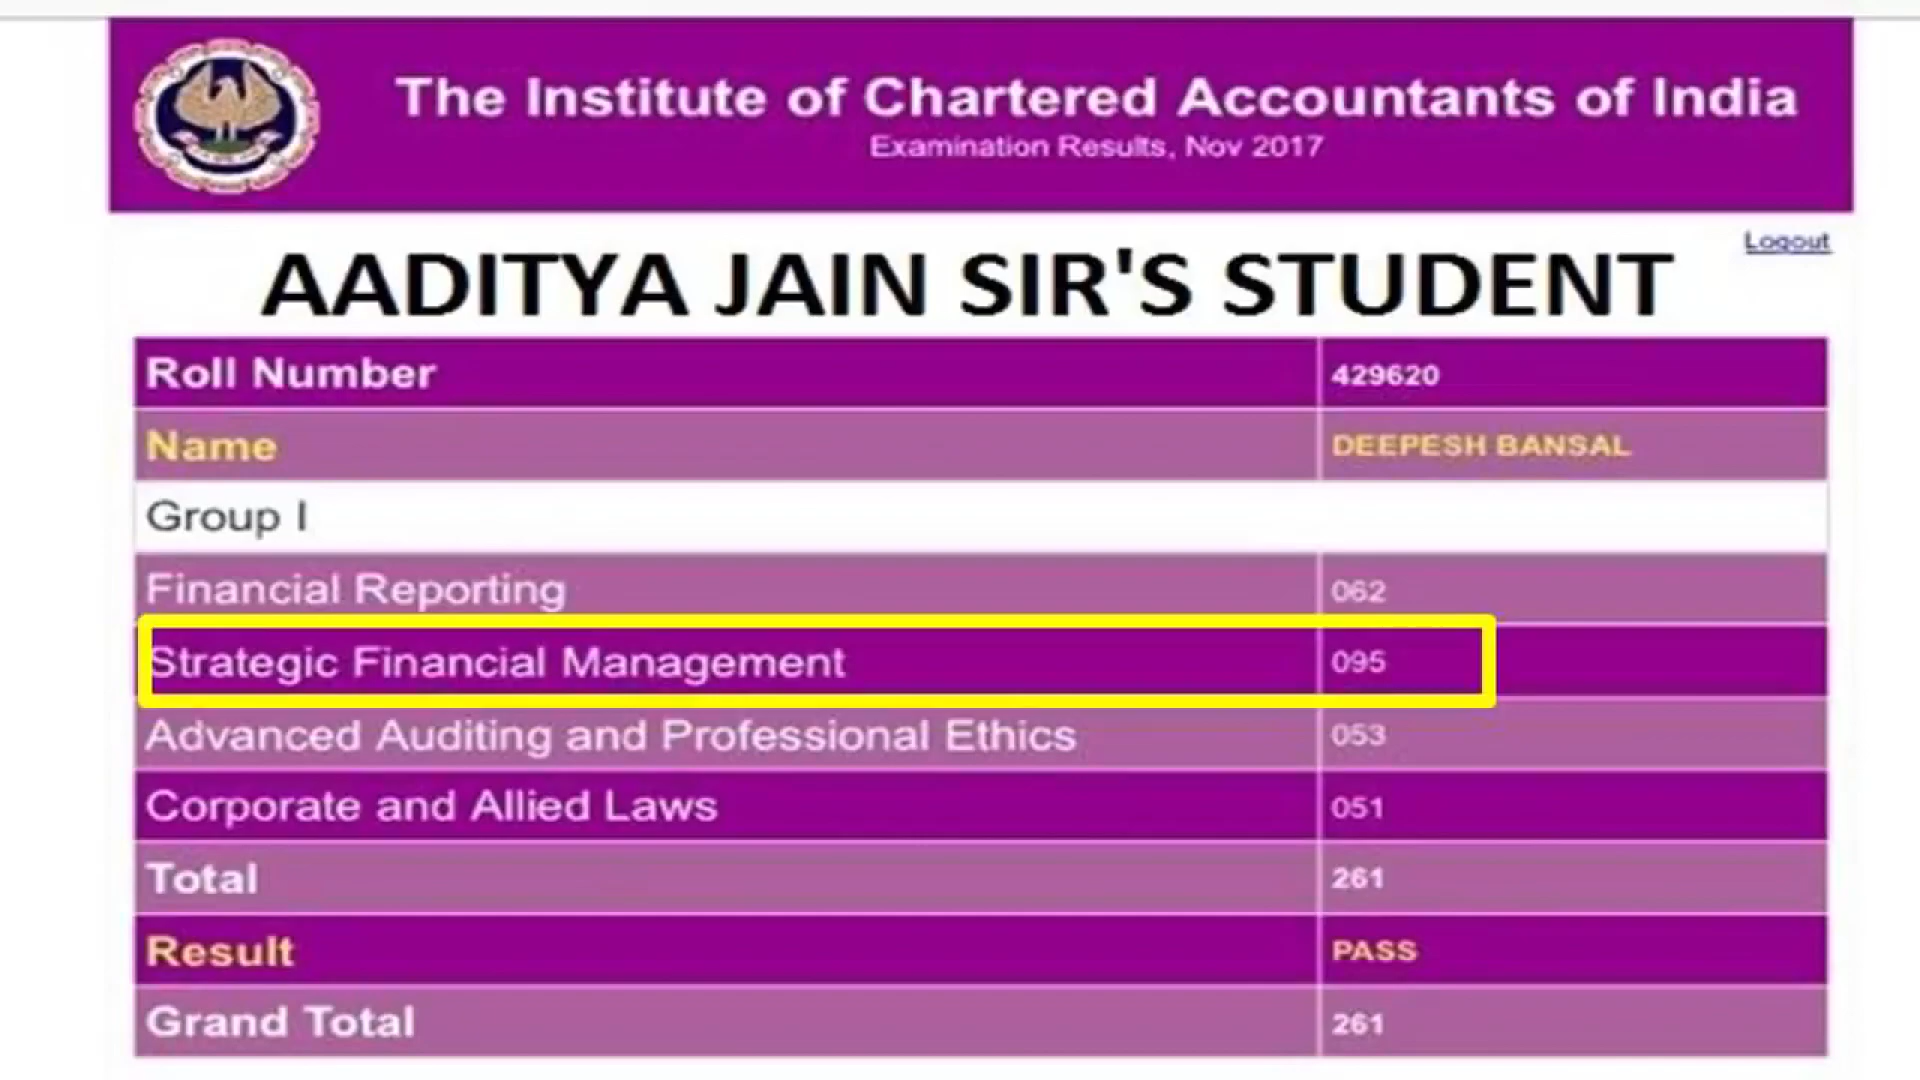 The Institute of Chartered Accountants of India
Examination Results, Nov 2017
Logout
AADITYA JAIN SIR'S STUDENT
Roll Number 429620
Name DEEPESH BANSAL
Group I
Financial Reporting 062
Strategic Financial Management 095
Advanced Auditing and Professional Ethics 053
Corporate and Allied Laws 051
Total 261
Result PASS
Grand Total 261